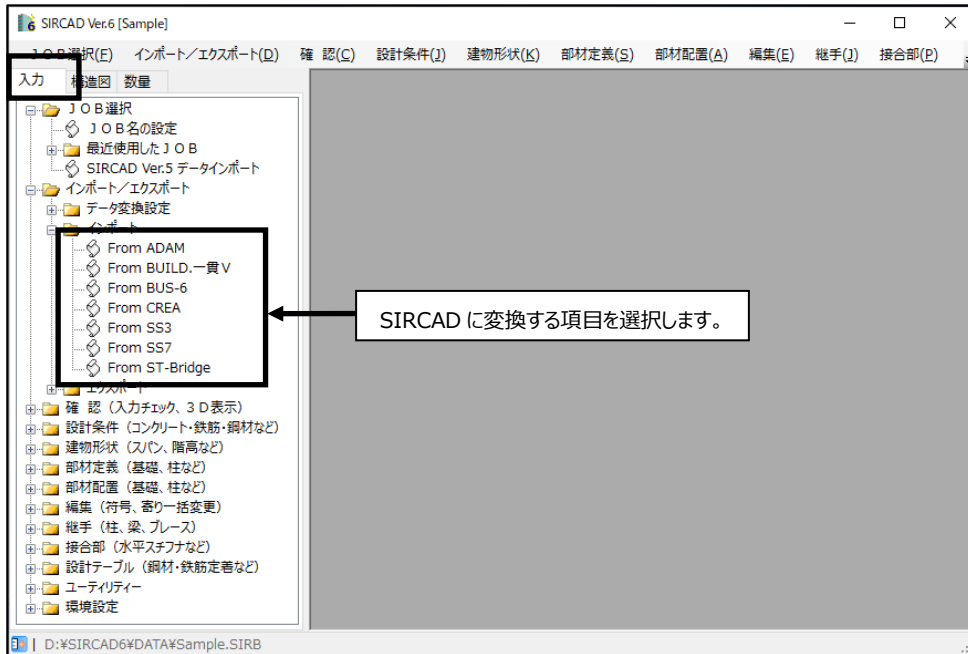 SIRCAD Ver.6 [Sample]
JOB選択(F) インポート/エクスポート(D) 確 認(C) 設計条件(J) 建物形状(K) 部材定義(S) 部材配置(A) 編集(E) 継手(J) 接合部(P)
入力 構造図 数量
JOB選択
JOB名の設定
最近使用したJOB
SIRCAD Ver.5 データインポート
インポート/エクスポート
データ変換設定
インポート
From ADAM
From BUILD.一貫Ⅴ
From BUS-6
From CREA
From SS3
From SS7
From ST-Bridge
SIRCAD に変換する項目を選択します。
エクスポート
確 認 (入力チェック、3D表示)
設計条件 (コンクリート・鉄筋・鋼材など)
建物形状 (スパン、階高など)
部材定義 (基礎、柱など)
部材配置 (基礎、柱など)
編集 (符号、寄り一括変更)
継手 (柱、梁、ブレース)
接合部 (水平スチフナなど)
設計テーブル (鋼材・鉄筋定着など)
ユーティリティー
環境設定
D:¥SIRCAD6¥DATA¥Sample.SIRB